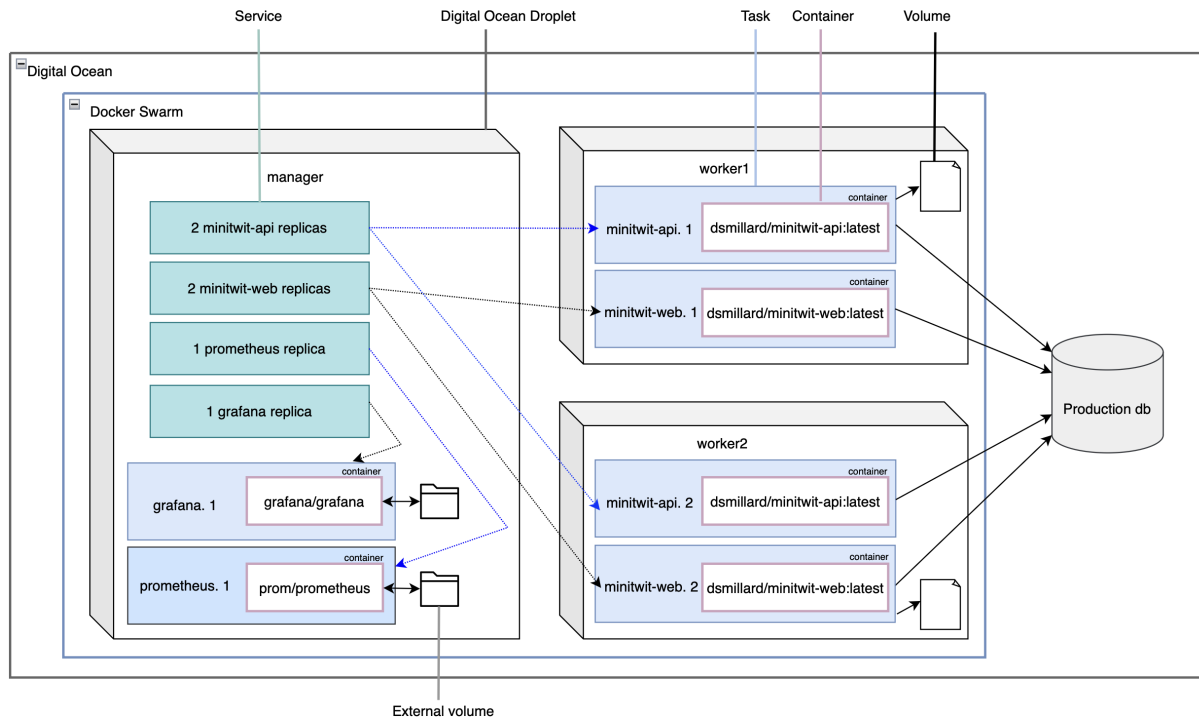 Service
Digital Ocean Droplet
Task
Container
Volume
Digital Ocean
Docker Swarm
manager
2 minitwit-api replicas
2 minitwit-web replicas
1 prometheus replica
1 grafana replica
container
grafana. 1
grafana/grafana
container
prometheus. 1
prom/prometheus
External volume
worker1
container
minitwit-api. 1
dsmillard/minitwit-api:latest
container
minitwit-web. 1
dsmillard/minitwit-web:latest
worker2
container
minitwit-api. 2
dsmillard/minitwit-api:latest
container
minitwit-web. 2
dsmillard/minitwit-web:latest
Production db